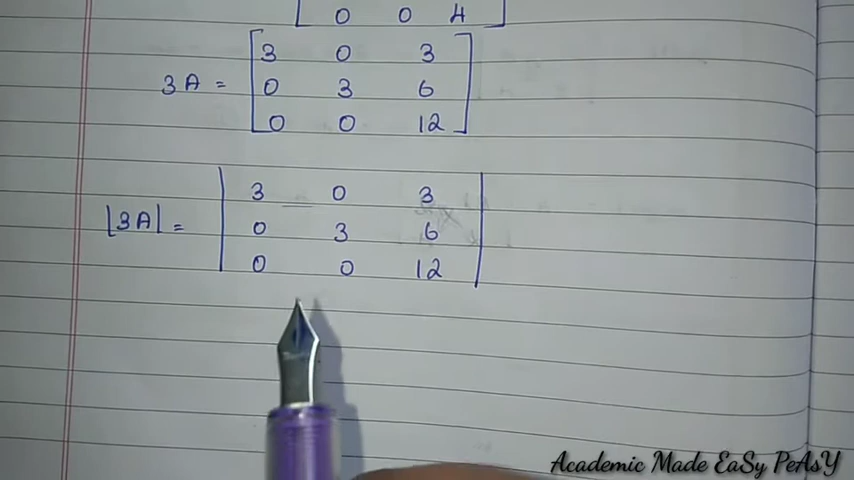 0 0 4
3 0 3
3A = 0 3 6
0 0 12
3 0 3
|3A| = 0 3 6
0 0 12
Academic Made EaSy PeAsY